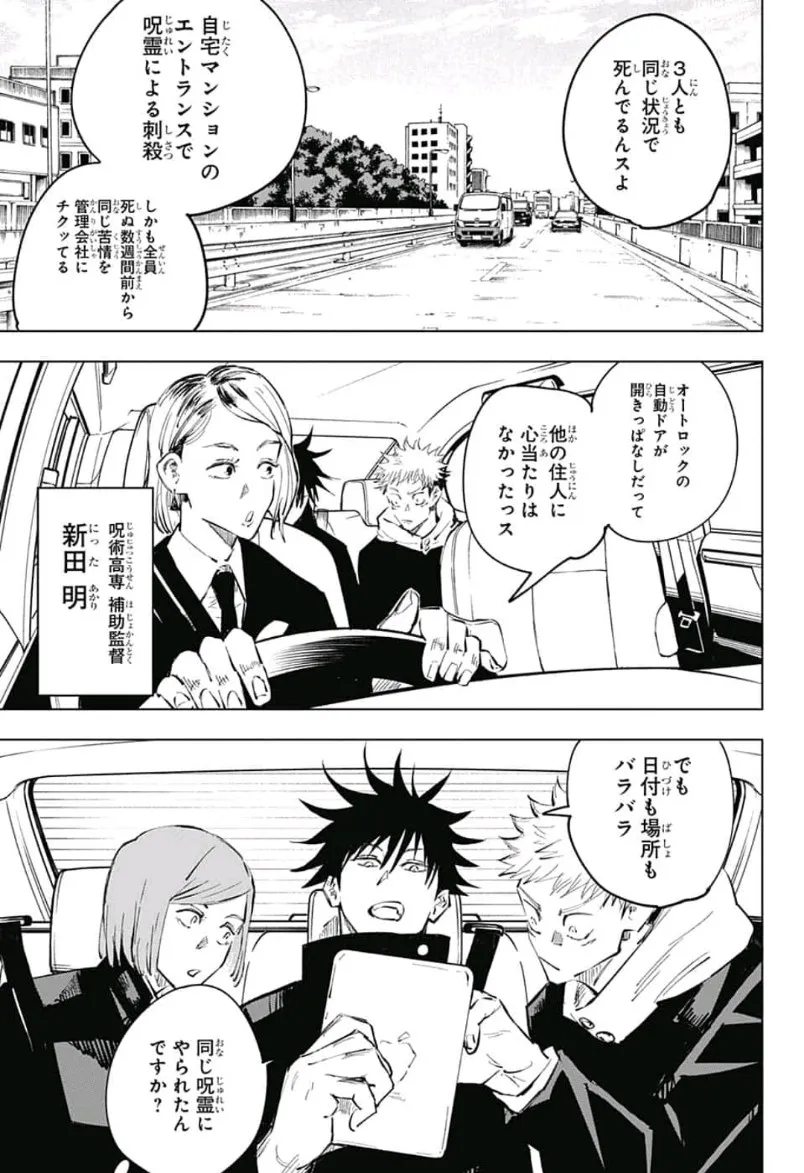 ３人とも
同じ状況で
死んでるんスよ
自宅マンションの
エントランスで
呪霊による刺殺
しかも全員
死ぬ数週間前から
同じ苦情を
管理会社に
チクッてる
オートロックの
自動ドアが
開きっぱなしだって
他の住人に
心当たりは
なかったっス
呪術高専 補助監督
新田 明
でも
日付も場所も
バラバラ
同じ呪霊に
やられたん
ですか？